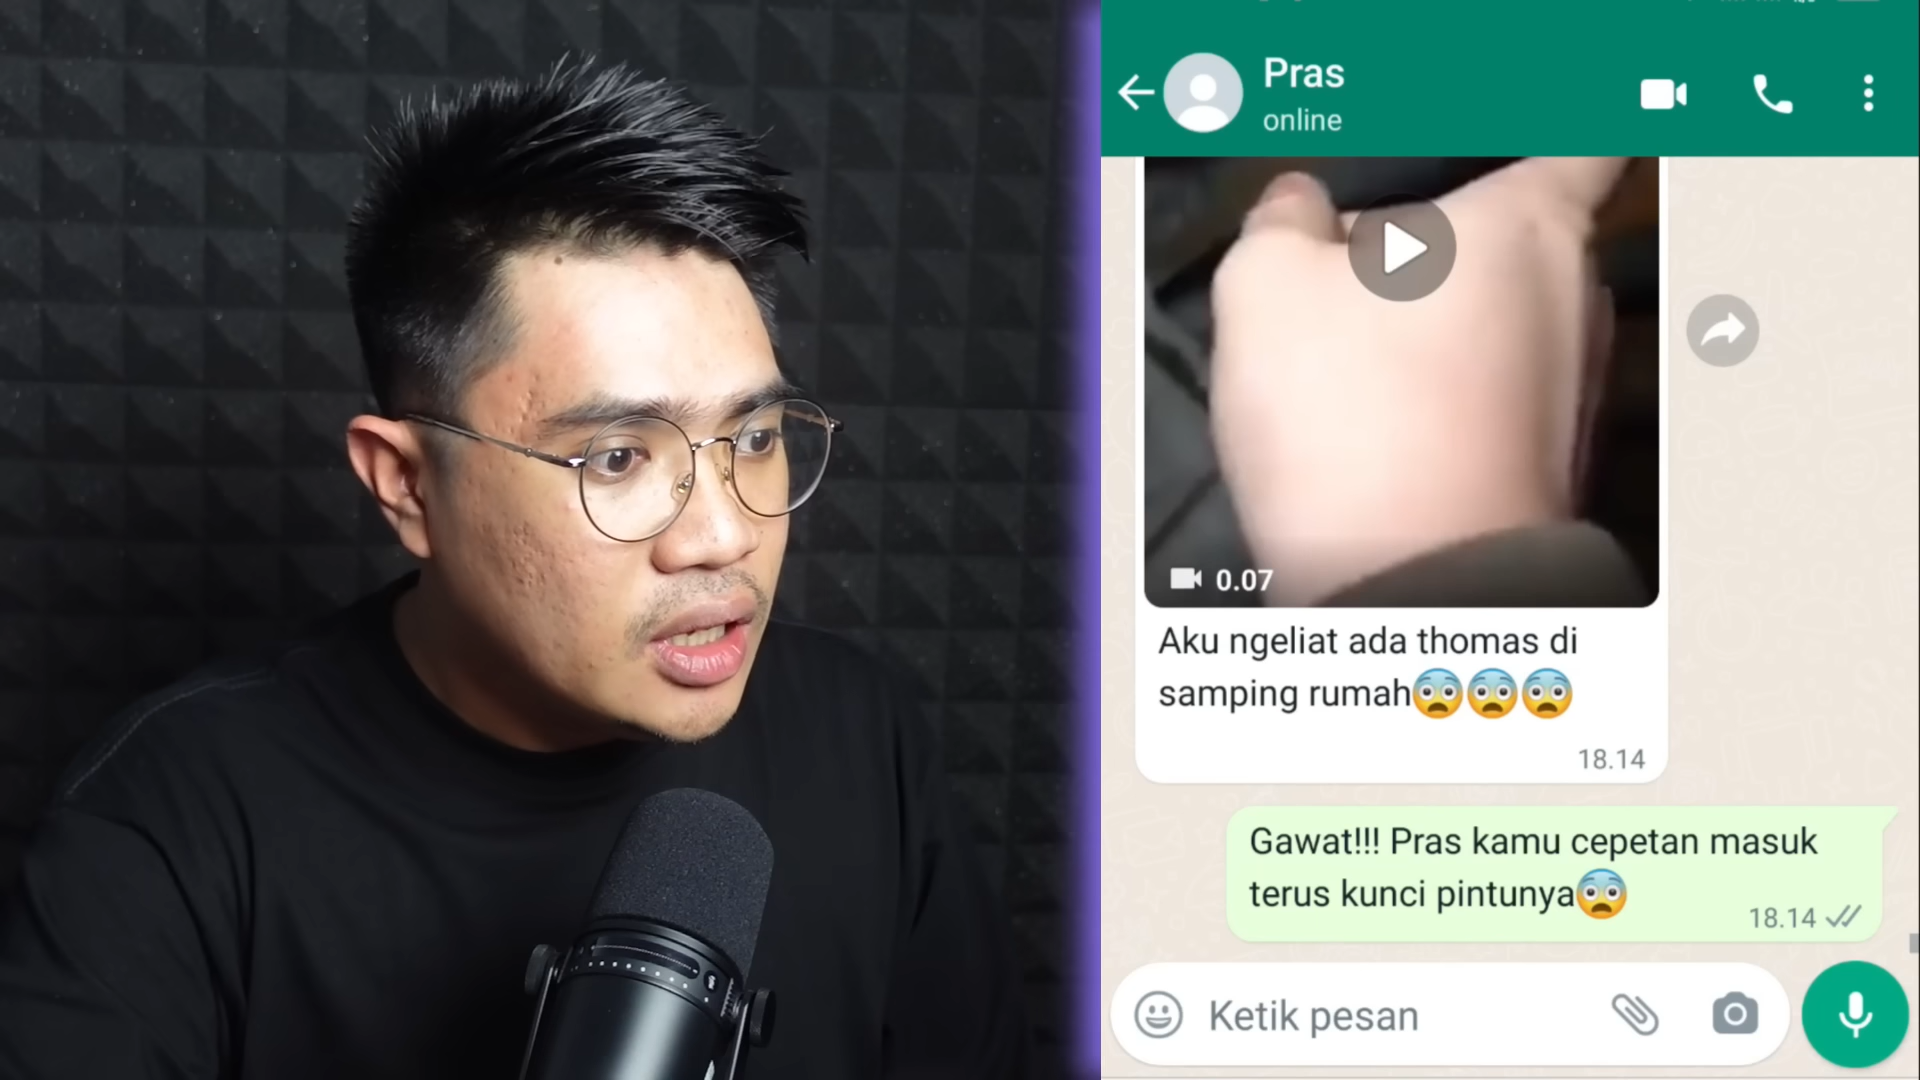 Pras
online
0.07
Aku ngeliat ada thomas di
samping rumah😨😨😨
18.14
Gawat!!! Pras kamu cepetan masuk
terus kunci pintunya😨
18.14
Ketik pesan